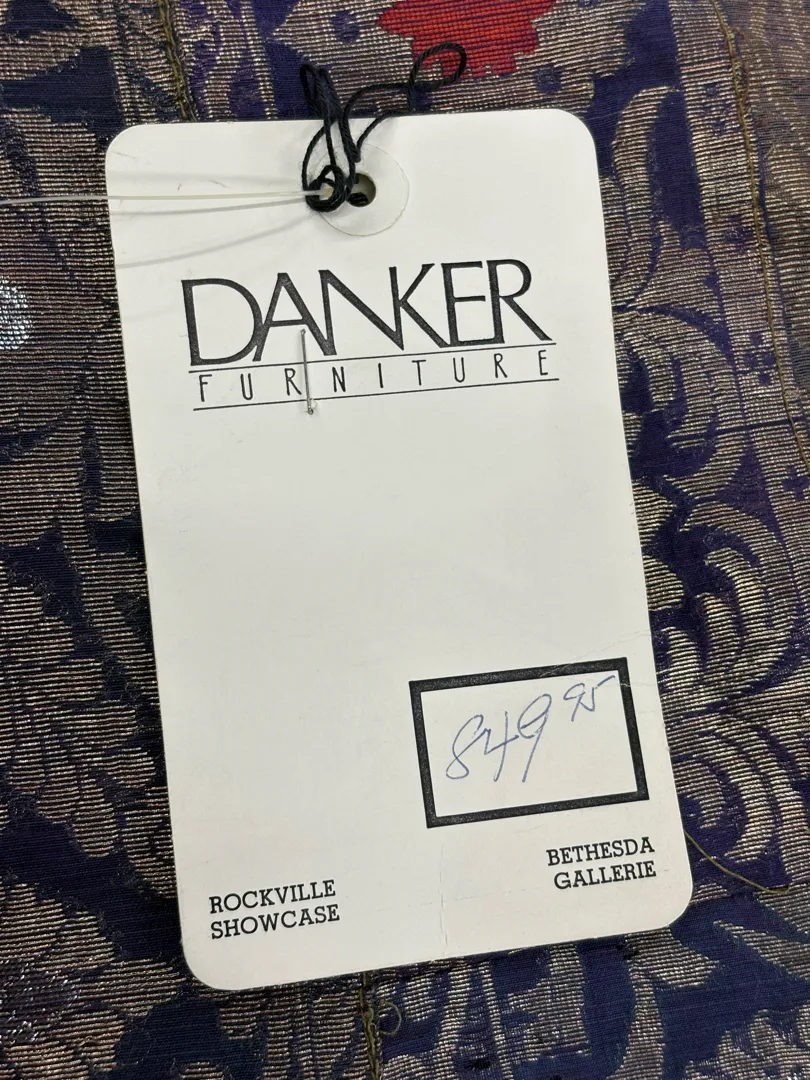 DANKER
FURNITURE
849 95
ROCKVILLE
SHOWCASE
BETHESDA
GALLERIE